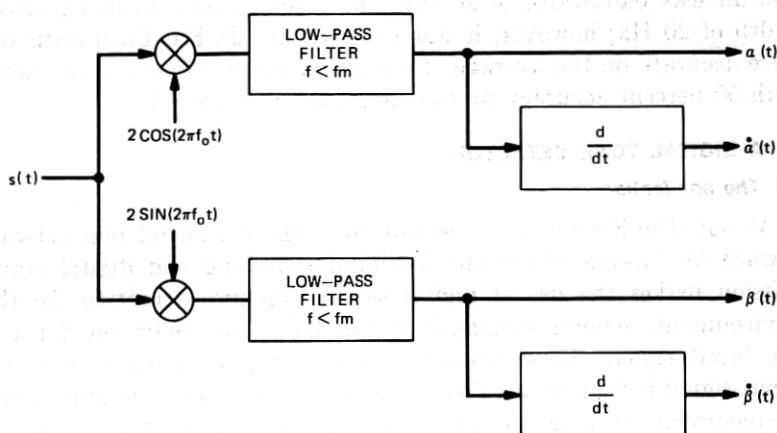 LOW-PASS
FILTER
f < fm
α (t)
2 COS(2πf₀t)
d
dt
α̇ (t)
s(t)
2 SIN(2πf₀t)
LOW-PASS
FILTER
f < fm
β (t)
d
dt
β̇ (t)